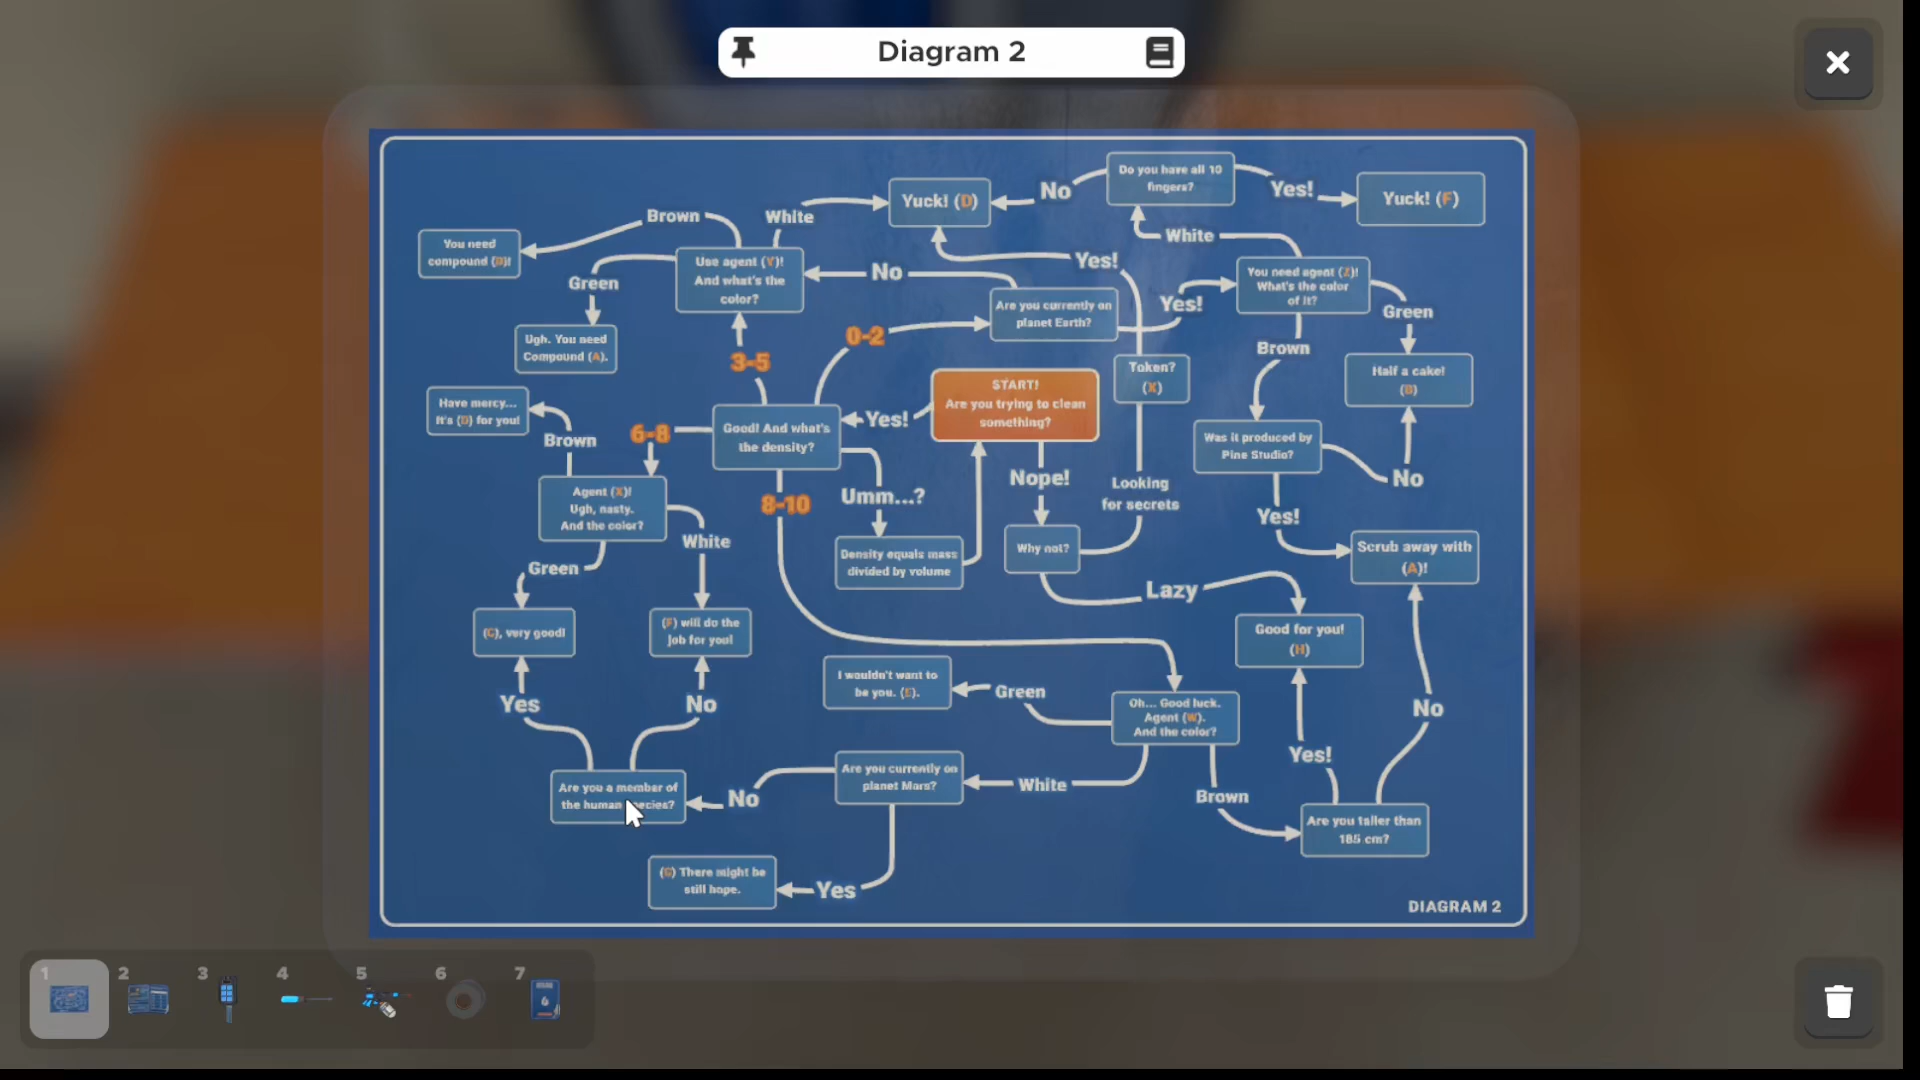 Diagram 2
Do you have all 10
fingers?
No
Yes!
Yuck! (D)
Yuck! (F)
Brown
White
White
You need
compound (B)!
Use agent (Y)!
And what's the
color?
Green
No
Yes!
Yes!
You need agent (X)!
What's the color
of it?
Are you currently on
planet Earth?
Green
Ugh. You need
Compound (A).
0-2
3-5
Brown
Token?
(X)
Half a cake!
(B)
START!
Are you trying to clean
something?
Yes!
Have mercy...
It's (D) for you!
Brown
6-8
Good! And what's
the density?
Was it produced by
Pine Studio?
No
Nope!
Looking
for secrets
Umm...?
8-10
Agent (X)!
Ugh, nasty.
And the color?
White
Yes!
Density equals mass
divided by volume
Why not?
Scrub away with
(A)!
Green
Lazy
(C), very good!
(F) will do the
job for you!
Good for you!
(H)
I wouldn't want to
be you. (E).
Green
Oh... Good luck.
Agent (W).
And the color?
Yes
No
No
Yes!
Are you currently on
planet Mars?
White
Brown
No
Are you a member of
the human species?
Are you taller than
185 cm?
(G) There might be
still hope.
Yes
DIAGRAM 2
1
2
3
4
5
6
7